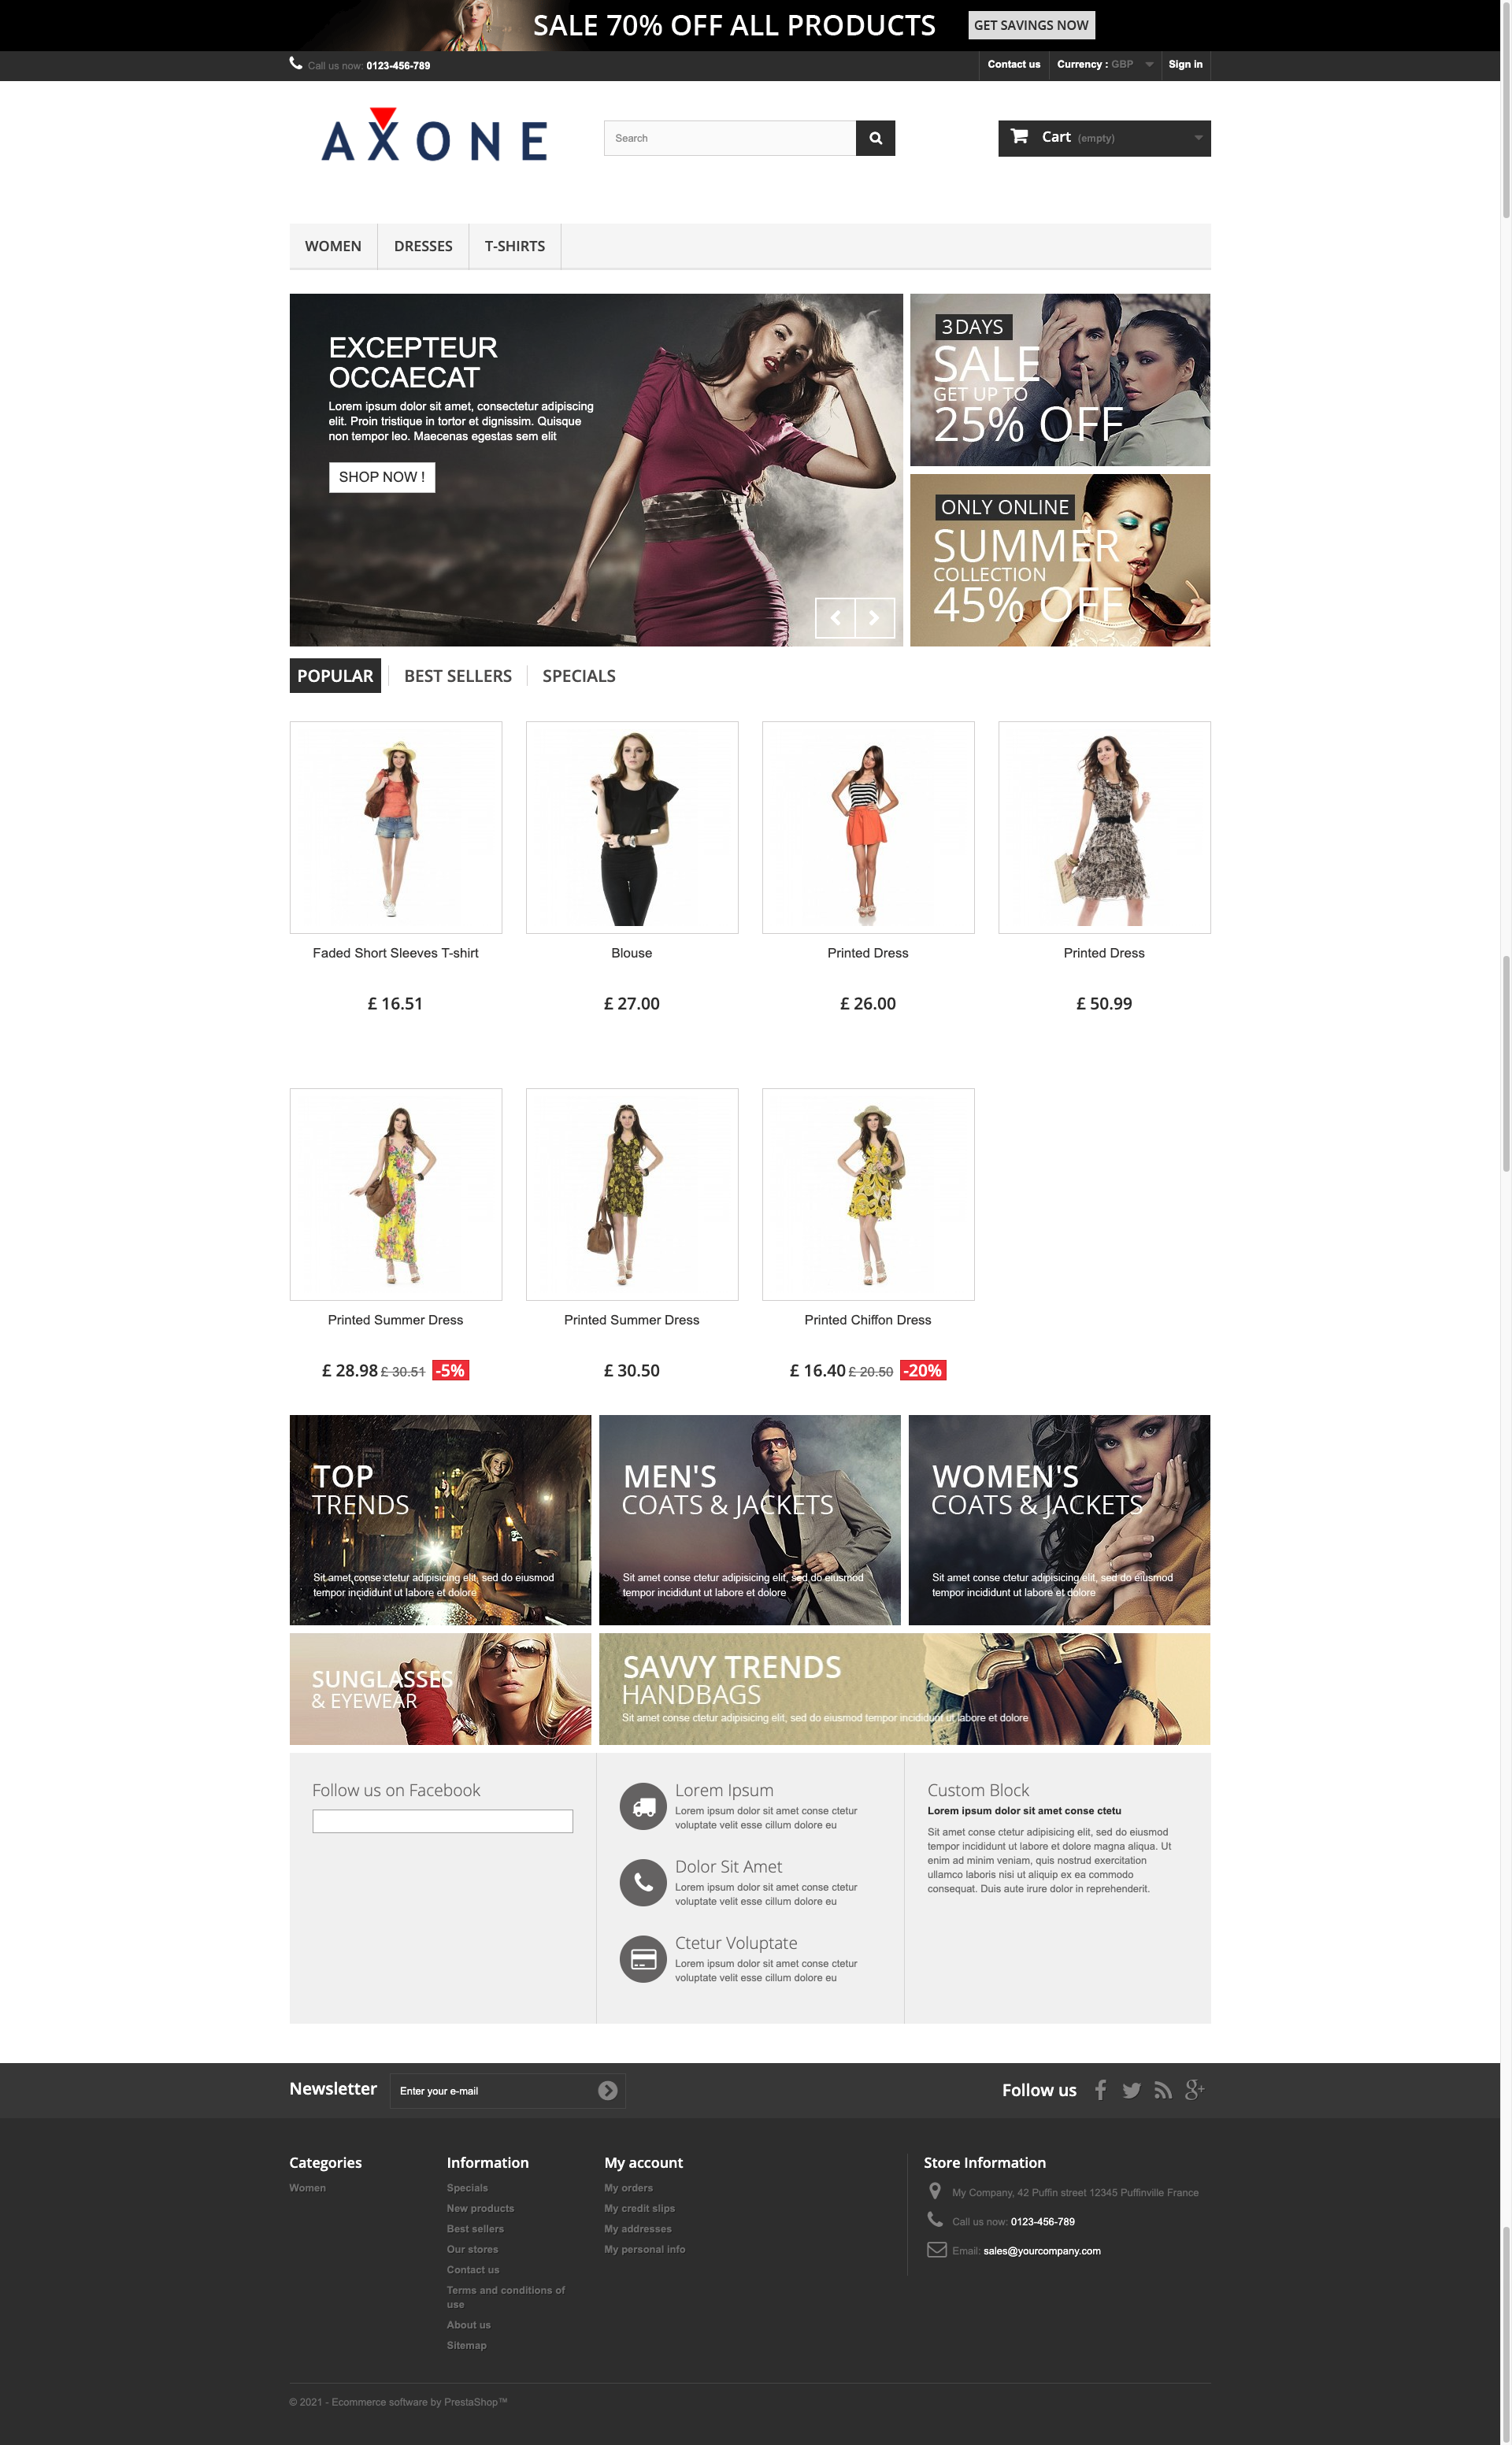 SALE 70% OFF ALL PRODUCTS
GET SAVINGS NOW
Call us now: 0123-456-789
Contact us
Currency : GBP
Sign in
AXONE
Search
Cart (empty)
WOMEN
DRESSES
T-SHIRTS
EXCEPTEUR
OCCAECAT
Lorem ipsum dolor sit amet, consectetur adipiscing
elit. Proin tristique in tortor et dignissim. Quisque
non tempor leo. Maecenas egestas sem elit
SHOP NOW !
3 DAYS
SALE
GET UP TO
25% OFF
ONLY ONLINE
SUMMER
COLLECTION
45% OFF
POPULAR
BEST SELLERS
SPECIALS
Faded Short Sleeves T-shirt
£ 16.51
Blouse
£ 27.00
Printed Dress
£ 26.00
Printed Dress
£ 50.99
Printed Summer Dress
£ 28.98 £ 30.51 -5%
Printed Summer Dress
£ 30.50
Printed Chiffon Dress
£ 16.40 £ 20.50 -20%
TOP
TRENDS
Sit amet conse ctetur adipisicing elit, sed do eiusmod
tempor incididunt ut labore et dolore
MEN'S
COATS & JACKETS
Sit amet conse ctetur adipisicing elit, sed do eiusmod
tempor incididunt ut labore et dolore
WOMEN'S
COATS & JACKETS
Sit amet conse ctetur adipisicing elit, sed do eiusmod
tempor incididunt ut labore et dolore
SUNGLASSES
& EYEWEAR
SAVVY TRENDS
HANDBAGS
Sit amet conse ctetur adipisicing elit, sed do eiusmod tempor incididunt ut labore et dolore
Follow us on Facebook
Lorem Ipsum
Lorem ipsum dolor sit amet conse ctetur
voluptate velit esse cillum dolore eu
Dolor Sit Amet
Lorem ipsum dolor sit amet conse ctetur
voluptate velit esse cillum dolore eu
Ctetur Voluptate
Lorem ipsum dolor sit amet conse ctetur
voluptate velit esse cillum dolore eu
Custom Block
Lorem ipsum dolor sit amet conse ctetu
Sit amet conse ctetur adipisicing elit, sed do eiusmod
tempor incididunt ut labore et dolore magna aliqua. Ut
enim ad minim veniam, quis nostrud exercitation
ullamco laboris nisi ut aliquip ex ea commodo
consequat. Duis aute irure dolor in reprehenderit.
Newsletter
Enter your e-mail
Follow us
Categories
Women
Information
Specials
New products
Best sellers
Our stores
Contact us
Terms and conditions of
use
About us
Sitemap
My account
My orders
My credit slips
My addresses
My personal info
Store Information
My Company, 42 Puffin street 12345 Puffinville France
Call us now: 0123-456-789
Email: sales@yourcompany.com
© 2021 - Ecommerce software by PrestaShop™